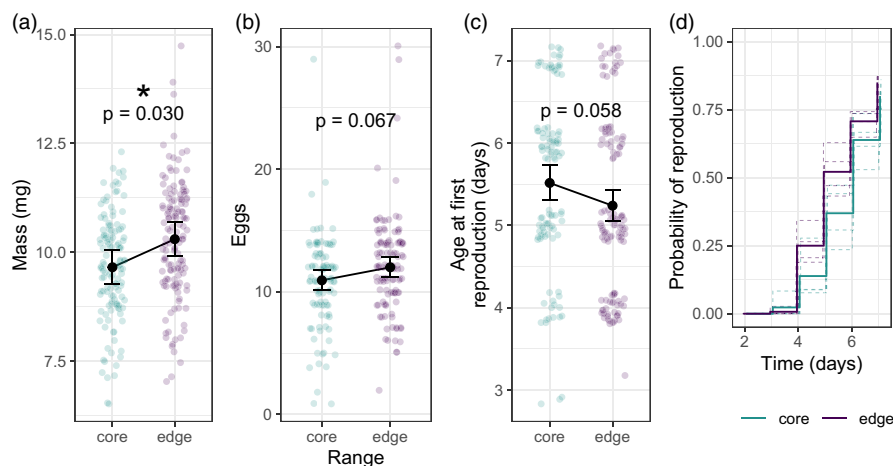 (a)
15.0
12.5
10.0
7.5
Mass (mg)
*
p = 0.030
core
edge
(b)
30
20
10
0
Eggs
p = 0.067
core
edge
Range
(c)
7
6
5
4
3
Age at first
reproduction (days)
p = 0.058
core
edge
(d)
1.00
0.75
0.50
0.25
0.00
Probability of reproduction
2
4
6
Time (days)
core
edge